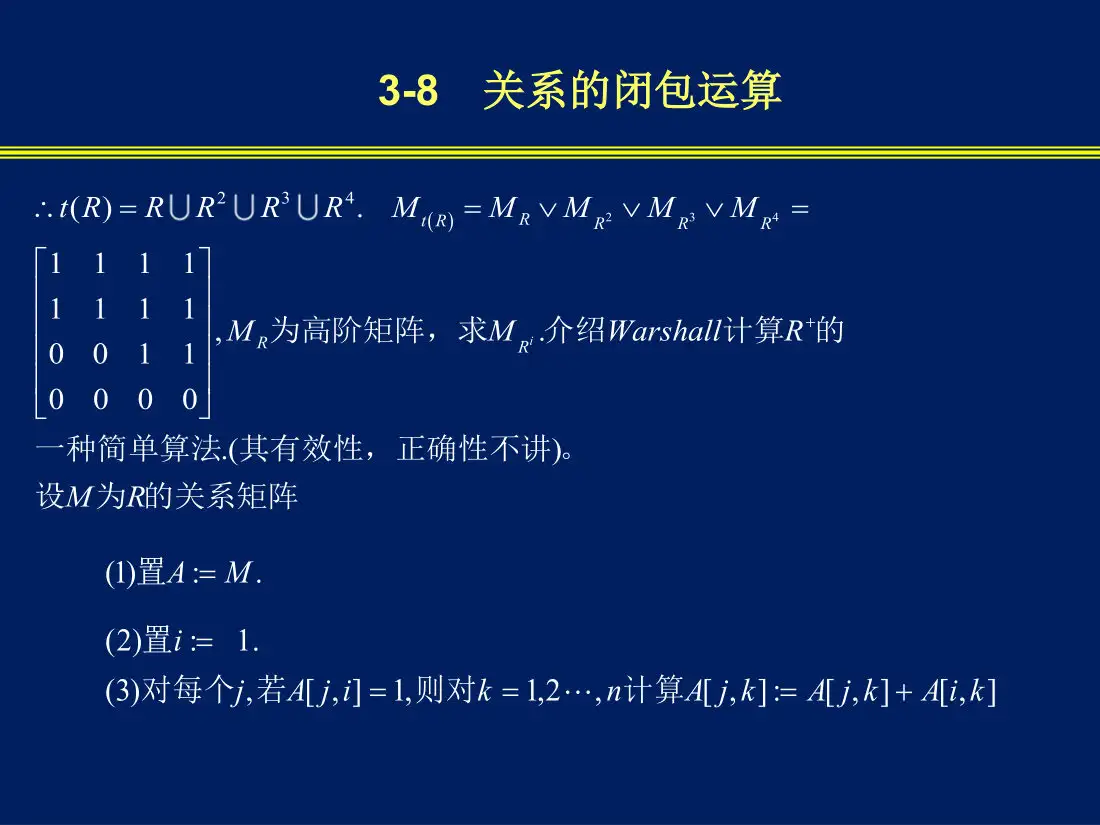 3-8 关系的闭包运算
∴t(R) = R∪R²∪R³∪R⁴. M_{t(R)} = M_R ∨ M_{R²} ∨ M_{R³} ∨ M_{R⁴} =
1 1 1 1
1 1 1 1
0 0 1 1
0 0 0 0
, M_R为高阶矩阵，求M_{Rⁱ}.介绍Warshall计算R⁺的
一种简单算法.(其有效性，正确性不讲)。
设M为R的关系矩阵
(1)置A := M.
(2)置i := 1.
(3)对每个j,若A[j,i]=1,则对k=1,2⋯,n计算A[j,k]:= A[j,k]+A[i,k]